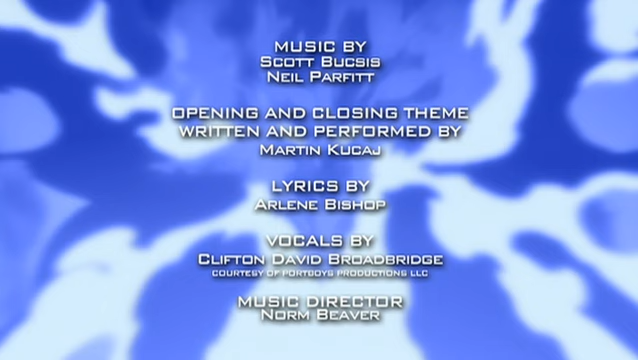 MUSIC BY
SCOTT BUCSIS
NEIL PARFITT
OPENING AND CLOSING THEME
WRITTEN AND PERFORMED BY
MARTIN KUCAJ
LYRICS BY
ARLENE BISHOP
VOCALS BY
CLIFTON DAVID BROADBRIDGE
COURTESY OF PORTBOYS PRODUCTIONS LLC
MUSIC DIRECTOR
NORM BEAVER